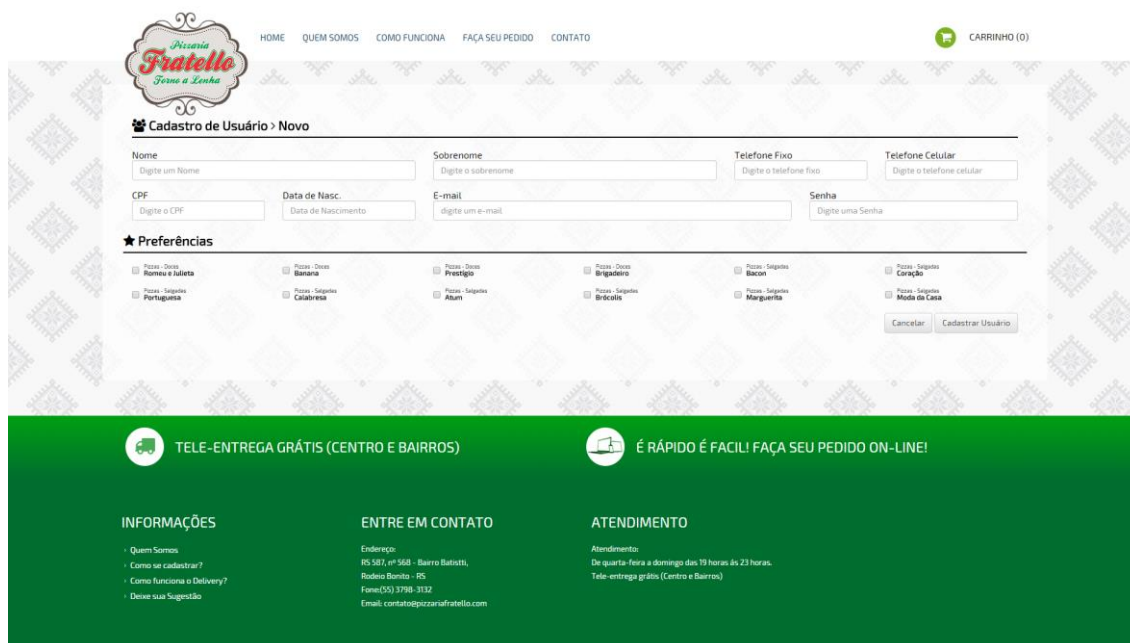 Pizzaria
Fratello
Forno a Lenha
HOME QUEM SOMOS COMO FUNCIONA FAÇA SEU PEDIDO CONTATO CARRINHO (0)
Cadastro de Usuário > Novo
Nome Sobrenome Telefone Fixo Telefone Celular
Digite um Nome Digite o sobrenome Digite o telefone fixo Digite o telefone celular
CPF Data de Nasc. E-mail Senha
Digite o CPF Data de Nascimento digite um e-mail Digite uma Senha
Preferências
Pizzas - Doces Pizzas - Doces Pizzas - Doces Pizzas - Doces Pizzas - Salgadas Pizzas - Salgadas
Romeu e Julieta Banana Prestígio Brigadeiro Bacon Coração
Pizzas - Salgadas Pizzas - Salgadas Pizzas - Salgadas Pizzas - Salgadas Pizzas - Salgadas Pizzas - Salgadas
Portuguesa Calabresa Atum Brócolis Marguerita Moda da Casa
Cancelar Cadastrar Usuário
TELE-ENTREGA GRÁTIS (CENTRO E BAIRROS) É RÁPIDO É FACIL! FAÇA SEU PEDIDO ON-LINE!
INFORMAÇÕES ENTRE EM CONTATO ATENDIMENTO
› Quem Somos Endereço: Atendimento:
› Como se cadastrar? RS 587, nº 568 - Bairro Batistti, De quarta-feira a domingo das 19 horas ás 23 horas.
› Como funciona o Delivery? Rodeio Bonito - RS Tele-entrega grátis (Centro e Bairros)
› Deixe sua Sugestão Fone:(55) 3798-3132
Email: contato@pizzariafratello.com